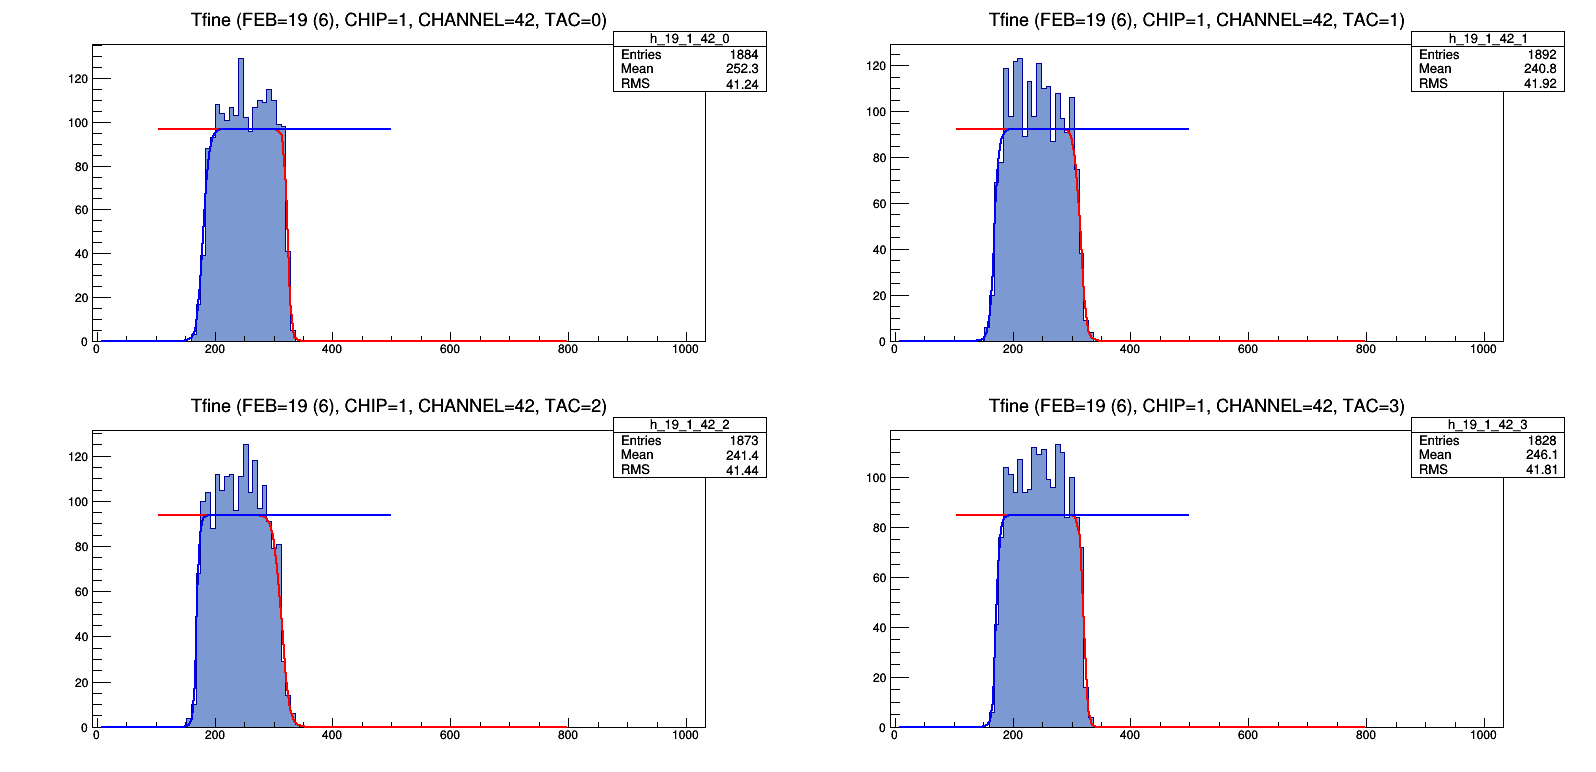 Tfine (FEB=19 (6), CHIP=1, CHANNEL=42, TAC=0)
h_19_1_42_0
Entries 1884
Mean 252.3
RMS 41.24
120
100
80
60
40
20
0
0 200 400 600 800 1000
Tfine (FEB=19 (6), CHIP=1, CHANNEL=42, TAC=1)
h_19_1_42_1
Entries 1892
Mean 240.8
RMS 41.92
120
100
80
60
40
20
0
0 200 400 600 800 1000
Tfine (FEB=19 (6), CHIP=1, CHANNEL=42, TAC=2)
h_19_1_42_2
Entries 1873
Mean 241.4
RMS 41.44
120
100
80
60
40
20
0
0 200 400 600 800 1000
Tfine (FEB=19 (6), CHIP=1, CHANNEL=42, TAC=3)
h_19_1_42_3
Entries 1828
Mean 246.1
RMS 41.81
100
80
60
40
20
0
0 200 400 600 800 1000